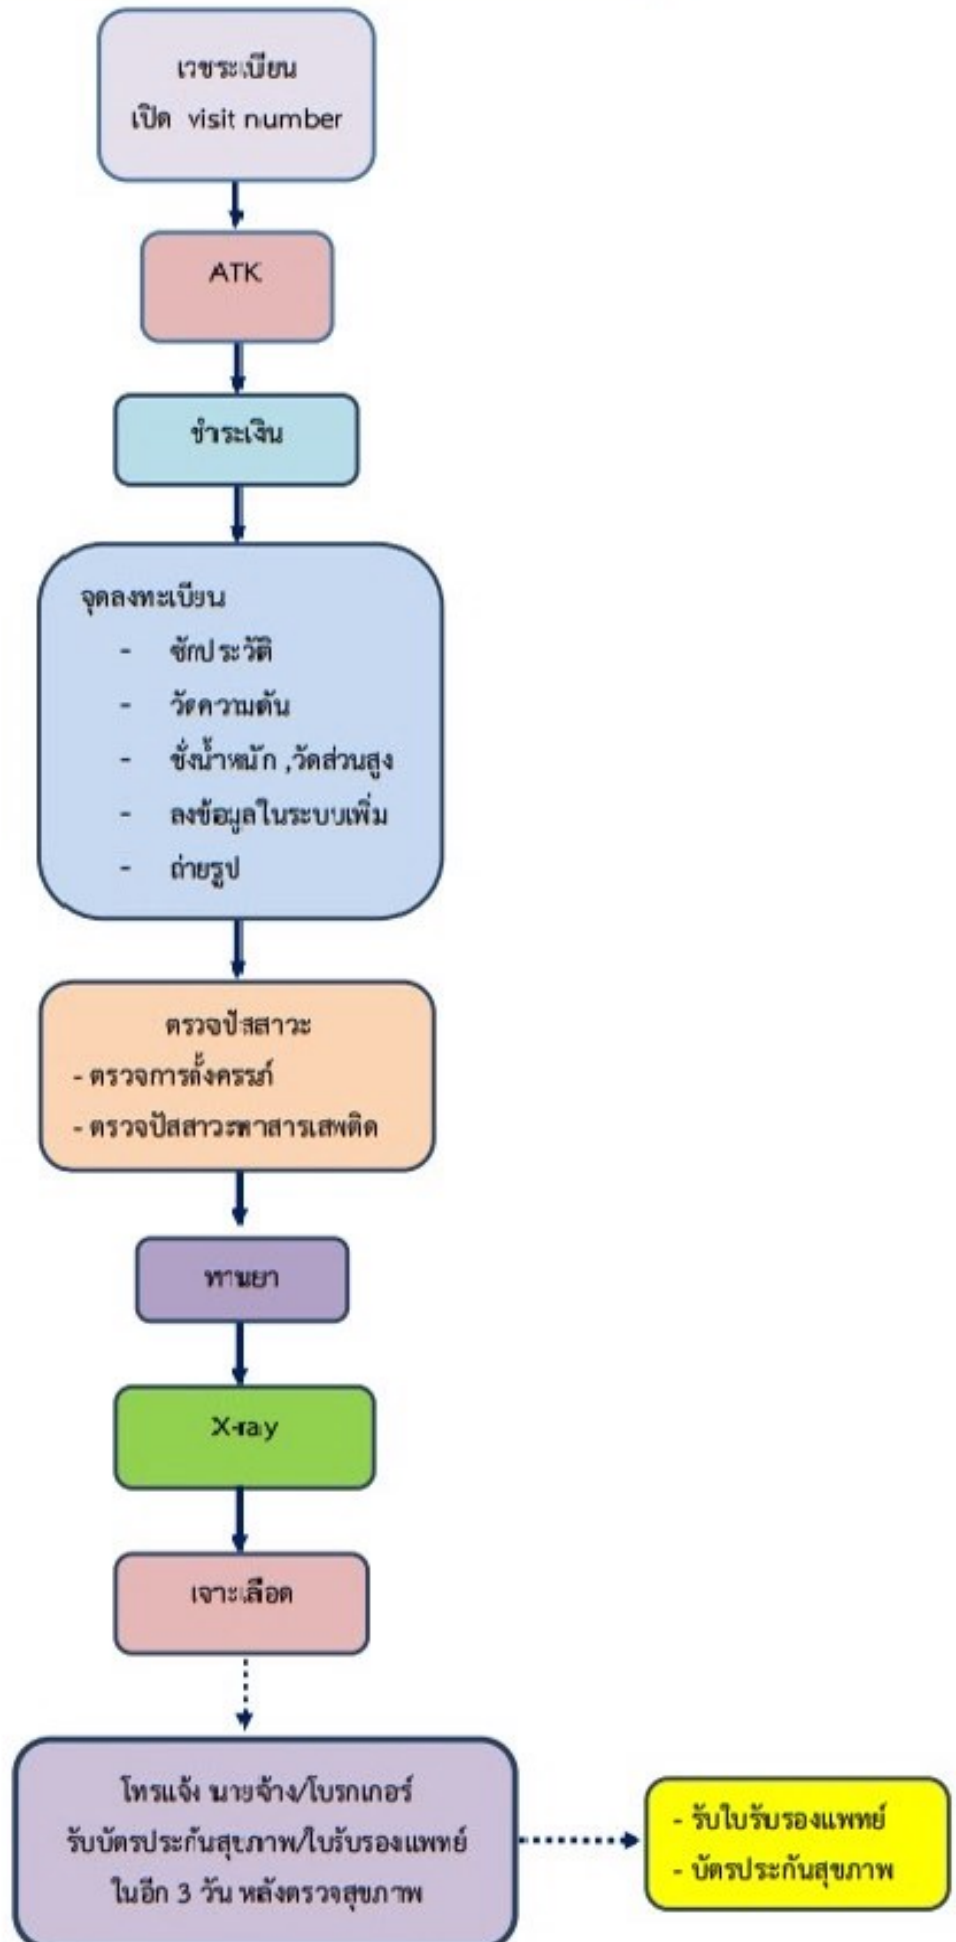 เวชระเบียน
เปิด visit number
ATK
ชำระเงิน
จุดลงทะเบียน
- ซักประวัติ
- วัดความดัน
- ชั่งน้ำหนัก ,วัดส่วนสูง
- ลงข้อมูลในระบบเพิ่ม
- ถ่ายรูป
ตรวจปัสสาวะ
- ตรวจการตั้งครรภ์
- ตรวจปัสสาวะหาสารเสพติด
ทานยา
X-ray
เจาะเลือด
โทรแจ้ง นายจ้าง/โบรกเกอร์
รับบัตรประกันสุขภาพ/ใบรับรองแพทย์
ในอีก 3 วัน หลังตรวจสุขภาพ
- รับใบรับรองแพทย์
- บัตรประกันสุขภาพ